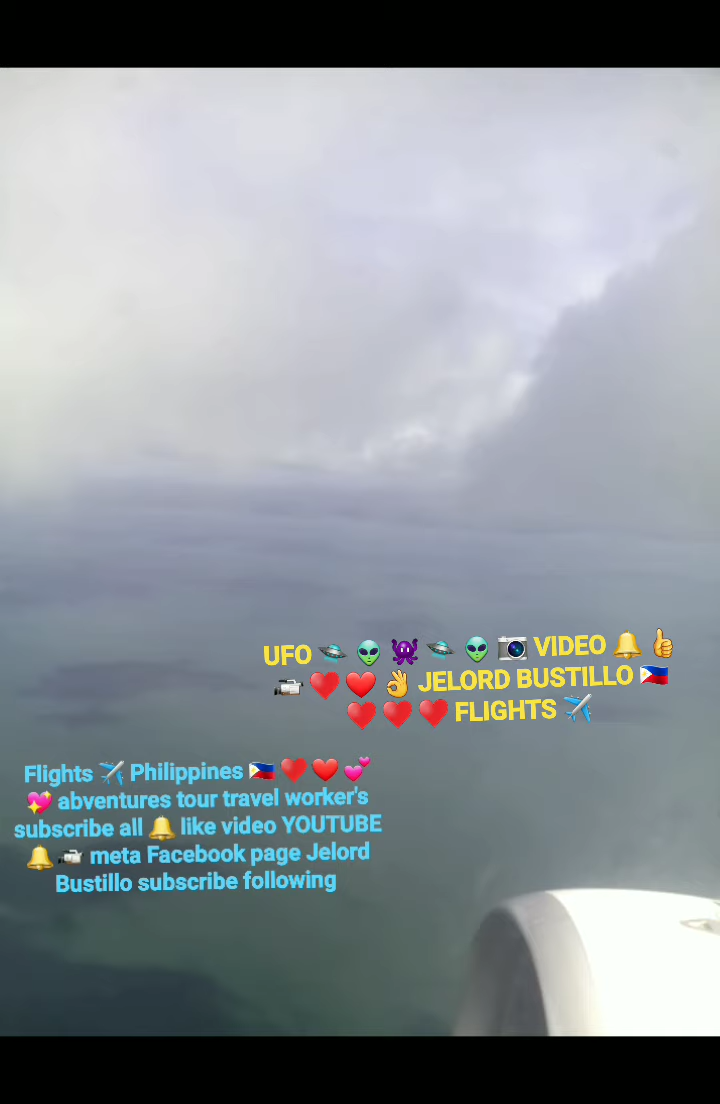 UFO 🛸 👽 👾 🛸 👽 📷 VIDEO 🔔 👍
🎥 ♥️ ❤️ 👌 JELORD BUSTILLO 🇵🇭
♥️ ♥️ ♥️ FLIGHTS ✈️
Flights ✈️ Philippines 🇵🇭 ♥️ ❤️ 💕
💖 abventures tour travel worker's
subscribe all 🔔 like video YOUTUBE
🔔 🎥 meta Facebook page Jelord
Bustillo subscribe following